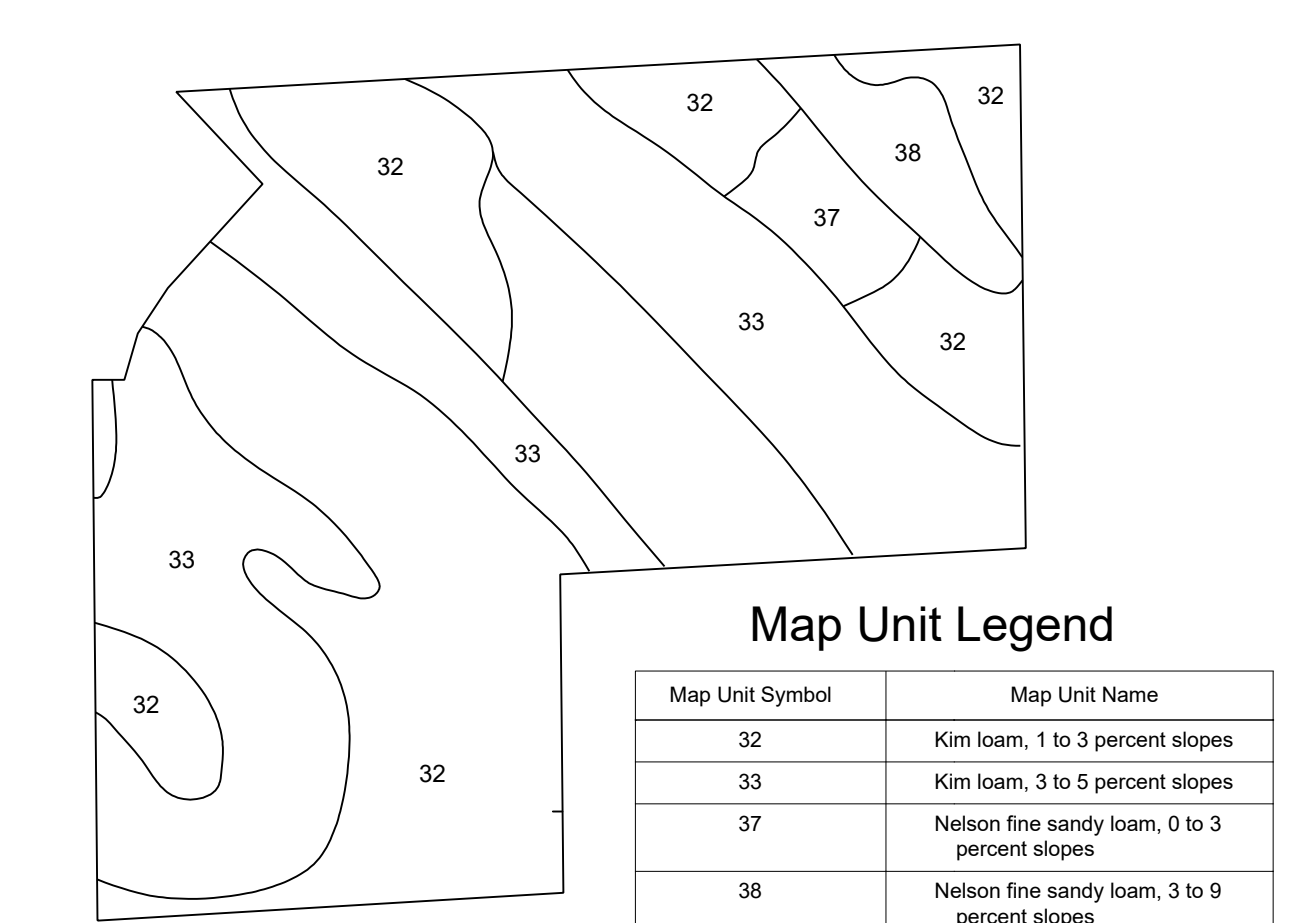 32
32
32
38
37
33
32
33
33
32
32
Map Unit Legend
Map Unit Symbol Map Unit Name
32 Kim loam, 1 to 3 percent slopes
33 Kim loam, 3 to 5 percent slopes
37 Nelson fine sandy loam, 0 to 3
percent slopes
38 Nelson fine sandy loam, 3 to 9
percent slopes